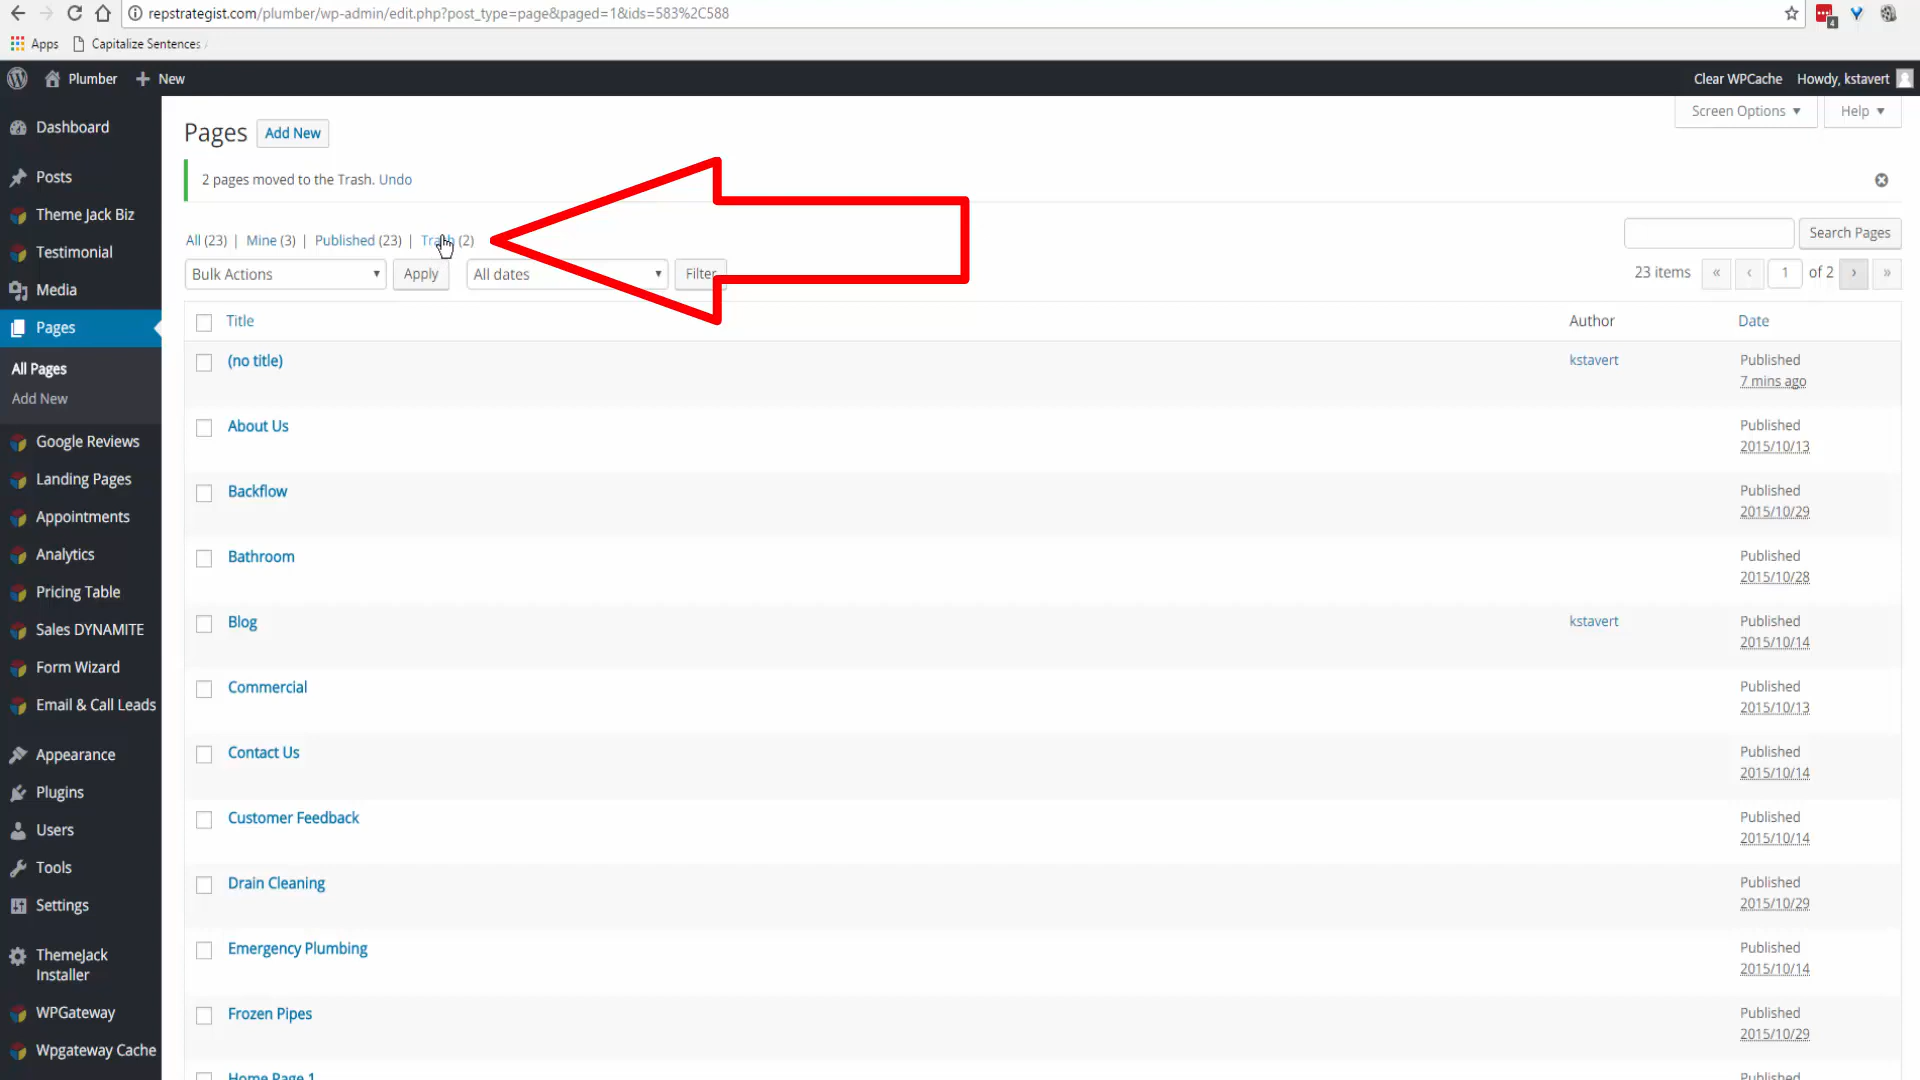 repstrategist.com/plumber/wp-admin/edit.php?post_type=page&paged=1&ids=583%2C588
4
Apps Capitalize Sentences
Plumber New Clear WPCache Howdy, kstavert
Screen Options Help
Dashboard
Posts
Theme Jack Biz
Testimonial
Media
Pages
All Pages
Add New
Google Reviews
Landing Pages
Appointments
Analytics
Pricing Table
Sales DYNAMITE
Form Wizard
Email & Call Leads
Appearance
Plugins
Users
Tools
Settings
ThemeJack
Installer
WPGateway
Wpgateway Cache
Pages Add New
2 pages moved to the Trash. Undo
All (23) | Mine (3) | Published (23) | Trash (2)
Search Pages
Bulk Actions Apply All dates Filter
23 items « ‹ 1 of 2 › »
Title Author Date
(no title) kstavert Published
7 mins ago
About Us Published
2015/10/13
Backflow Published
2015/10/29
Bathroom Published
2015/10/28
Blog kstavert Published
2015/10/14
Commercial Published
2015/10/13
Contact Us Published
2015/10/14
Customer Feedback Published
2015/10/14
Drain Cleaning Published
2015/10/29
Emergency Plumbing Published
2015/10/14
Frozen Pipes Published
2015/10/29
Home Page 1 Published